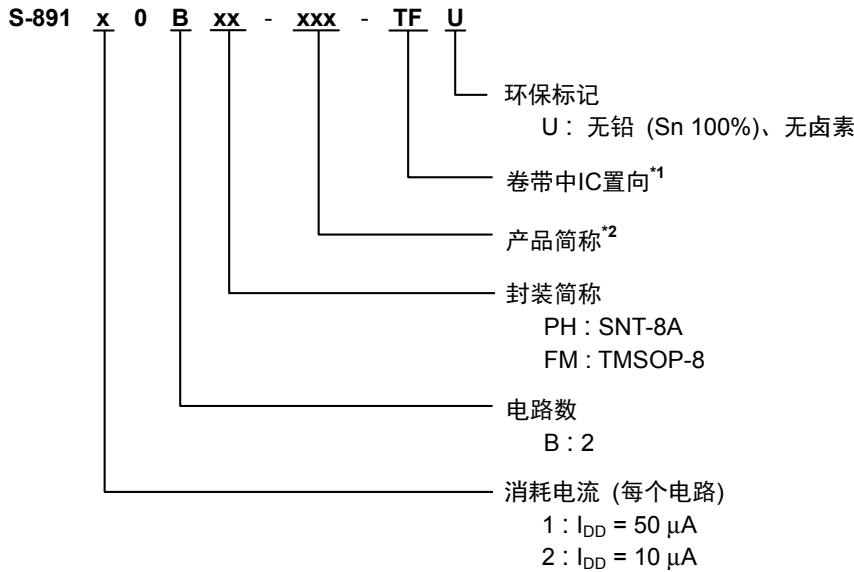 S-891 x 0 B xx - xxx - TF U
环保标记
U : 无铅 (Sn 100%)、无卤素
卷带中IC置向*1
产品简称*2
封装简称
PH : SNT-8A
FM : TMSOP-8
电路数
B : 2
消耗电流 (每个电路)
1 : IDD = 50 μA
2 : IDD = 10 μA